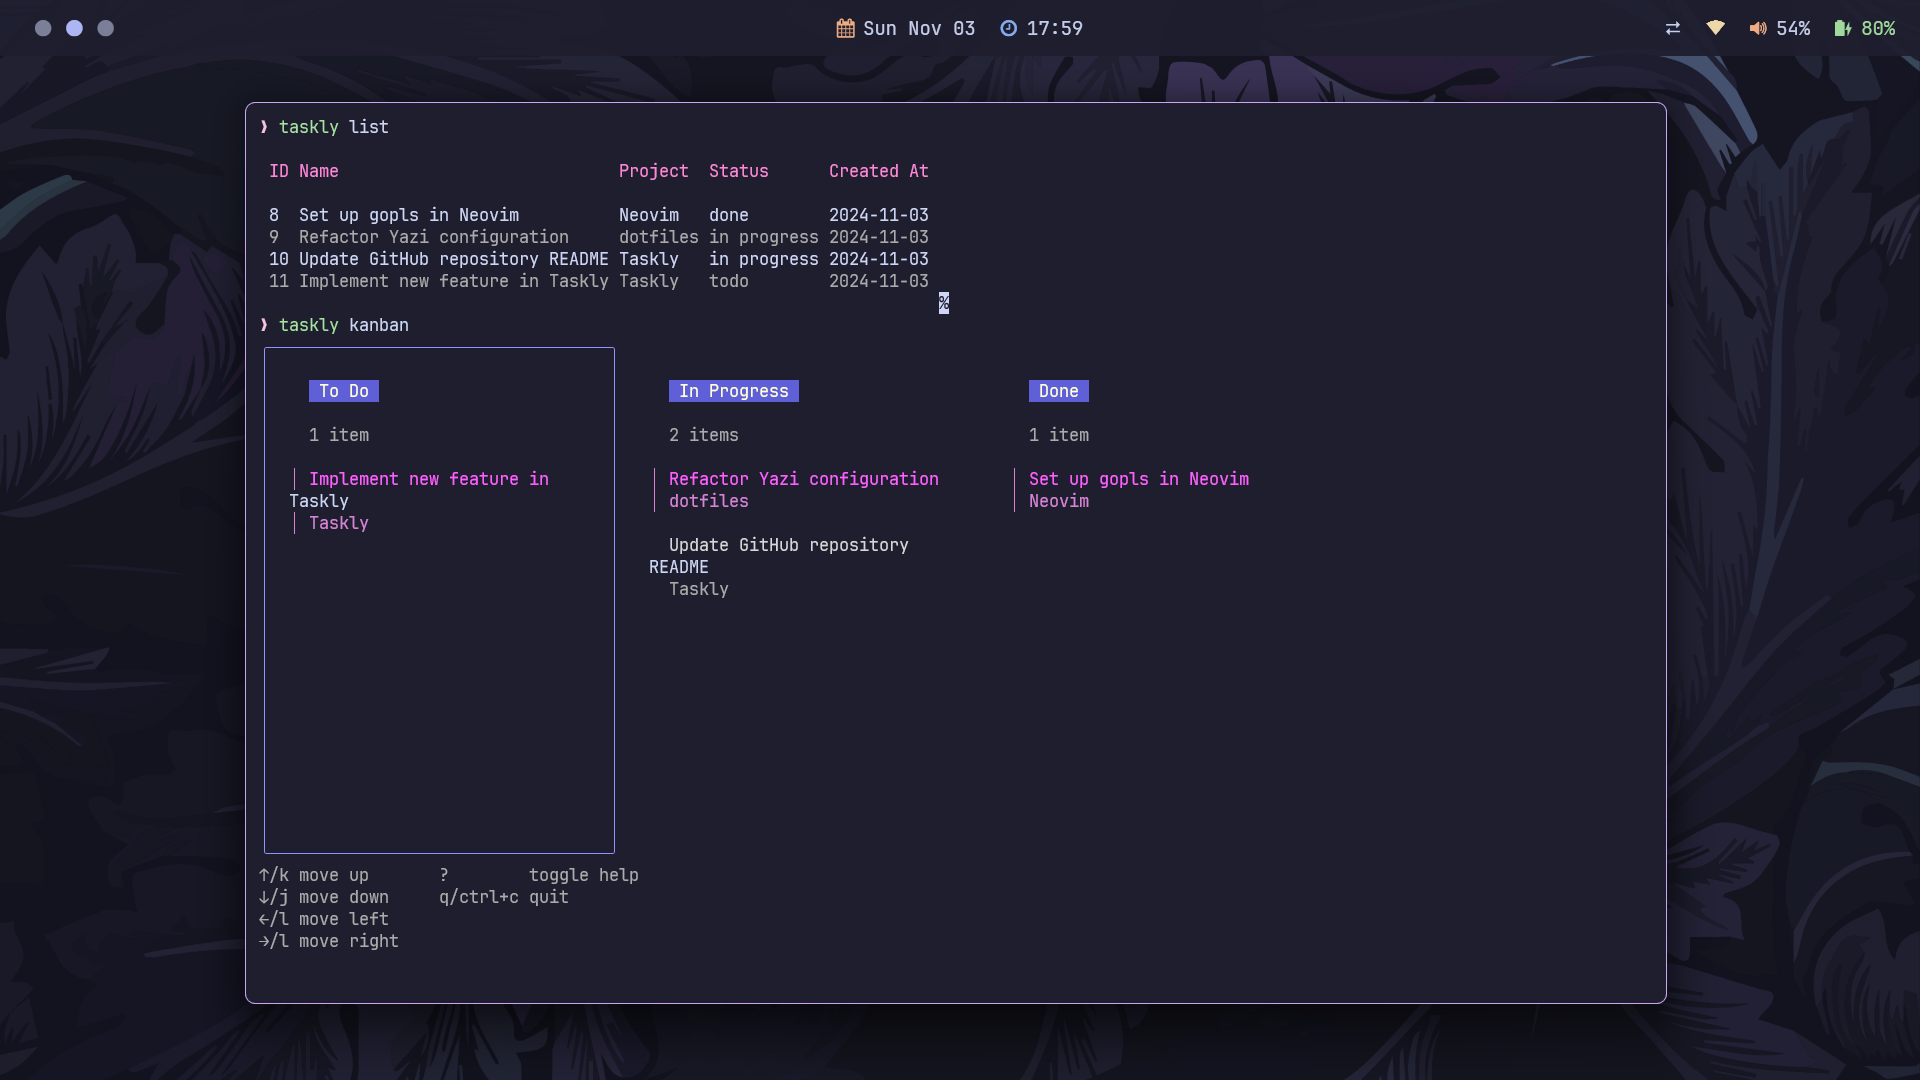 Sun Nov 03 17:59 54% 80%
❱ taskly list
ID Name Project Status Created At
8 Set up gopls in Neovim Neovim done 2024-11-03
9 Refactor Yazi configuration dotfiles in progress 2024-11-03
10 Update GitHub repository README Taskly in progress 2024-11-03
11 Implement new feature in Taskly Taskly todo 2024-11-03
%
❱ taskly kanban
To Do
1 item
Implement new feature in
Taskly
Taskly
In Progress
2 items
Refactor Yazi configuration
dotfiles
Update GitHub repository
README
Taskly
Done
1 item
Set up gopls in Neovim
Neovim
↑/k move up ? toggle help
↓/j move down q/ctrl+c quit
←/l move left
→/l move right